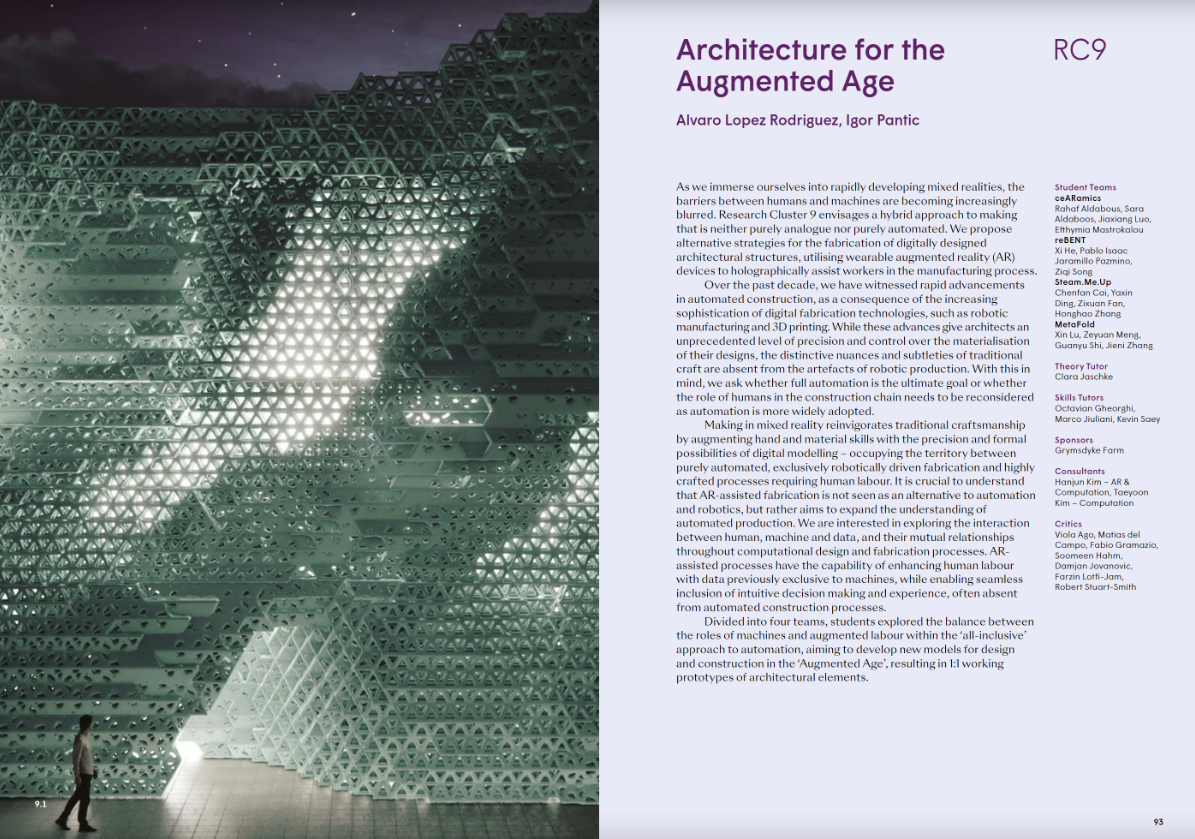 9.1
Architecture for the
Augmented Age
RC9
Alvaro Lopez Rodriguez, Igor Pantic
As we immerse ourselves into rapidly developing mixed realities, the
barriers between humans and machines are becoming increasingly
blurred. Research Cluster 9 envisages a hybrid approach to making
that is neither purely analogue nor purely automated. We propose
alternative strategies for the fabrication of digitally designed
architectural structures, utilising wearable augmented reality (AR)
devices to holographically assist workers in the manufacturing process.
Over the past decade, we have witnessed rapid advancements
in automated construction, as a consequence of the increasing
sophistication of digital fabrication technologies, such as robotic
manufacturing and 3D printing. While these advances give architects an
unprecedented level of precision and control over the materialisation
of their designs, the distinctive nuances and subtleties of traditional
craft are absent from the artefacts of robotic production. With this in
mind, we ask whether full automation is the ultimate goal or whether
the role of humans in the construction chain needs to be reconsidered
as automation is more widely adopted.
Making in mixed reality reinvigorates traditional craftsmanship
by augmenting hand and material skills with the precision and formal
possibilities of digital modelling – occupying the territory between
purely automated, exclusively robotically driven fabrication and highly
crafted processes requiring human labour. It is crucial to understand
that AR-assisted fabrication is not seen as an alternative to automation
and robotics, but rather aims to expand the understanding of
automated production. We are interested in exploring the interaction
between human, machine and data, and their mutual relationships
throughout computational design and fabrication processes. AR-
assisted processes have the capability of enhancing human labour
with data previously exclusive to machines, while enabling seamless
inclusion of intuitive decision making and experience, often absent
from automated construction processes.
Divided into four teams, students explored the balance between
the roles of machines and augmented labour within the ‘all-inclusive’
approach to automation, aiming to develop new models for design
and construction in the ‘Augmented Age’, resulting in 1:1 working
prototypes of architectural elements.
Student Teams
ceARamics
Rahaf Aldabous, Sara
Aldaboos, Jiaxiang Luo,
Efthymia Mastrokalou
reBENT
Xi He, Pablo Isaac
Jaramillo Pazmino,
Ziqi Song
Steam.Me.Up
Chenfan Cai, Yaxin
Ding, Zixuan Fan,
Honghao Zhang
MetaFold
Xin Lu, Zeyuan Meng,
Guanyu Shi, Jieni Zhang
Theory Tutor
Clara Jaschke
Skills Tutors
Octavian Gheorghi,
Marco Jiuliani, Kevin Saey
Sponsors
Grymsdyke Farm
Consultants
Hanjun Kim – AR &
Computation, Taeyoon
Kim – Computation
Critics
Viola Ago, Matias del
Campo, Fabio Gramazio,
Soomeen Hahm,
Damjan Jovanovic,
Farzin Lotfi-Jam,
Robert Stuart-Smith
93